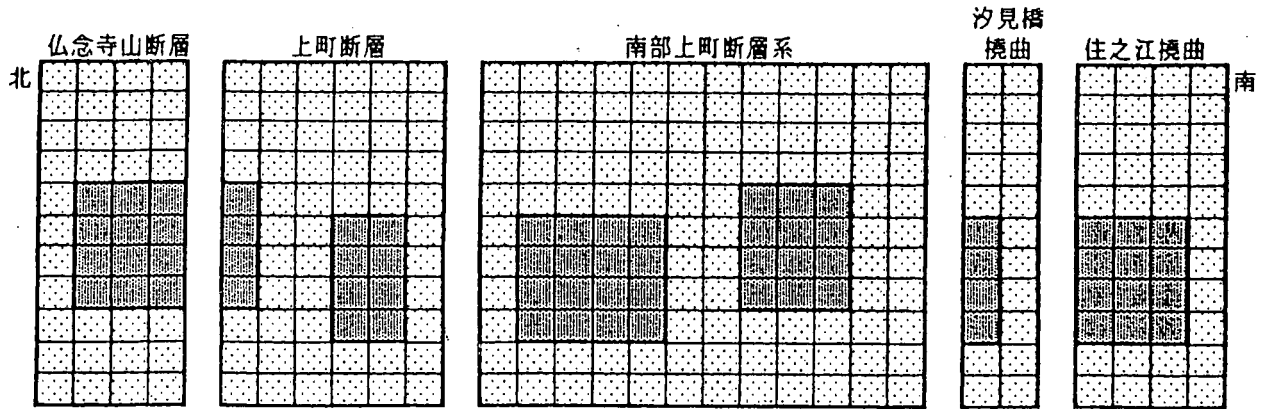 仏念寺山断層
上町断層
南部上町断層系
汐見橋
撓曲
住之江撓曲
北
南